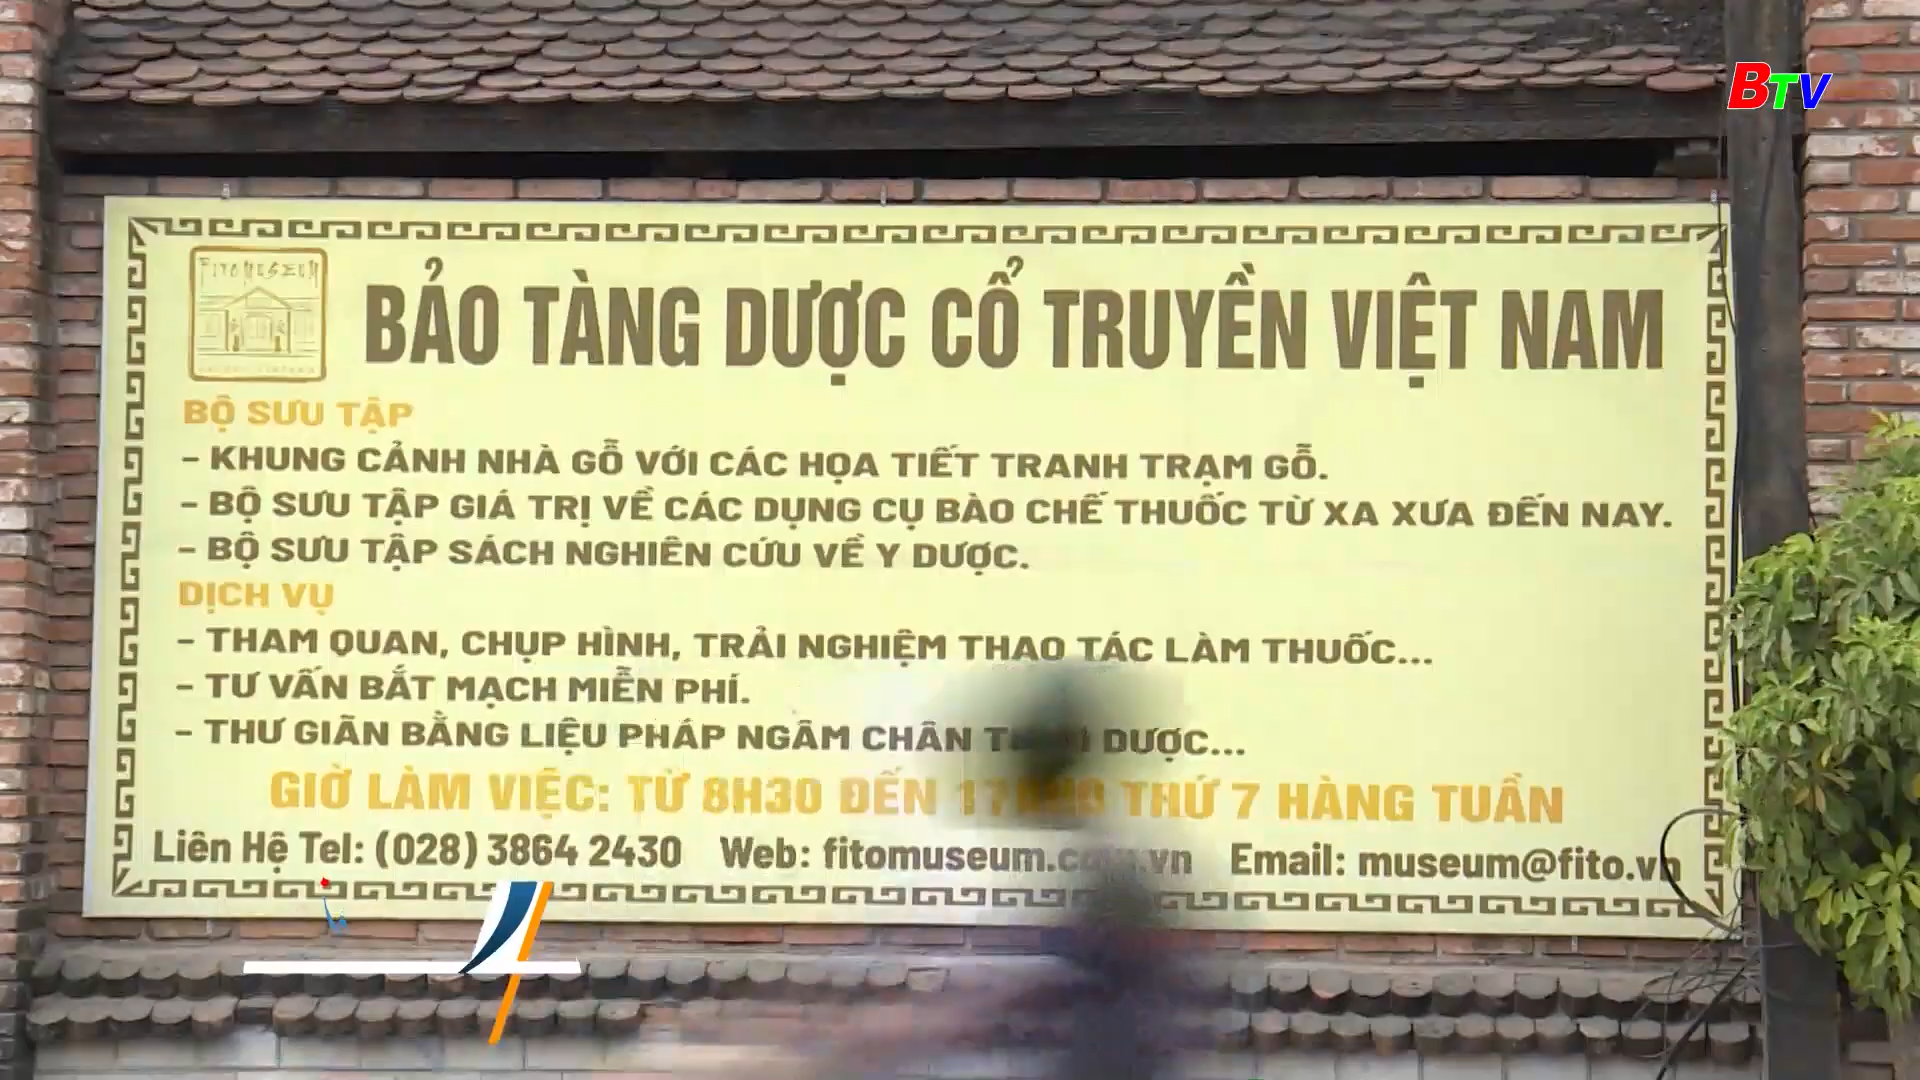 BTV
FITO MUSEUM
BẢO TÀNG DƯỢC CỔ TRUYỀN VIỆT NAM
BỘ SƯU TẬP
- KHUNG CẢNH NHÀ GỖ VỚI CÁC HỌA TIẾT TRANH TRẠM GỖ.
- BỘ SƯU TẬP GIÁ TRỊ VỀ CÁC DỤNG CỤ BÀO CHẾ THUỐC TỪ XA XƯA ĐẾN NAY.
- BỘ SƯU TẬP SÁCH NGHIÊN CỨU VỀ Y DƯỢC.
DỊCH VỤ
- THAM QUAN, CHỤP HÌNH, TRẢI NGHIỆM THAO TÁC LÀM THUỐC...
- TƯ VẤN BẮT MẠCH MIỄN PHÍ.
- THƯ GIÃN BẰNG LIỆU PHÁP NGÂM CHÂN DƯỢC...
GIỜ LÀM VIỆC: TỪ 8H30 ĐẾN THỨ 7 HÀNG TUẦN
Liên Hệ Tel: (028) 3864 2430 Web: Email: museum@fito.vn